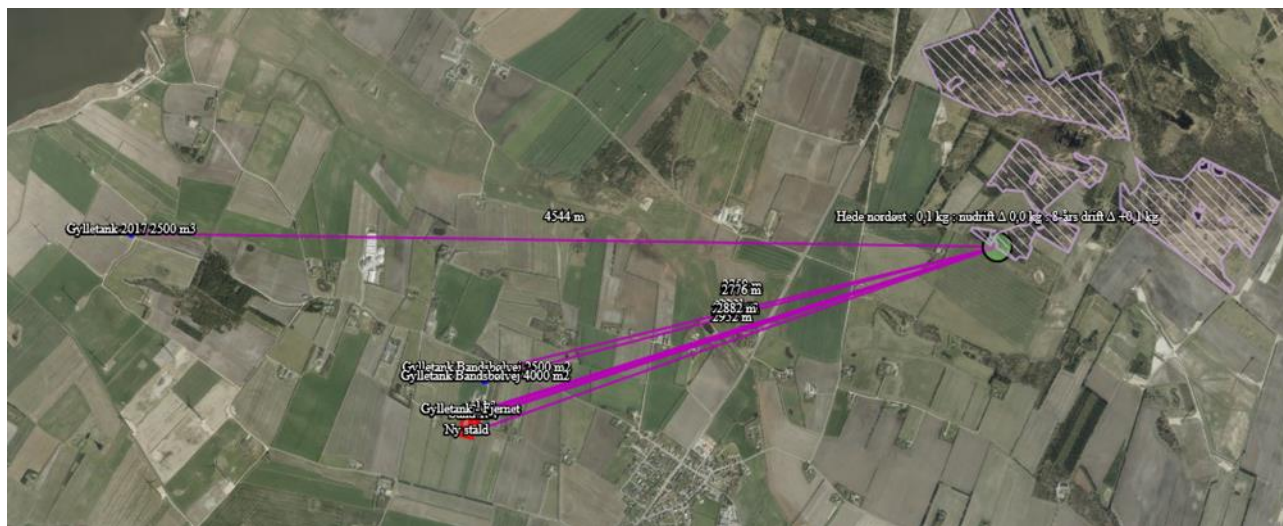 4544 m
Hede nordøst : 0,1 kg : nudrift Δ 0,0 kg : 8-års drift Δ +0,1 kg
Gylletank 2017 2500 m3
2776 m
2882 m
2932 m
Gylletank Bandsbølvej 2500 m2
Gylletank Bandsbølvej 4000 m2
Gylletank - Fjernet
Ny stald